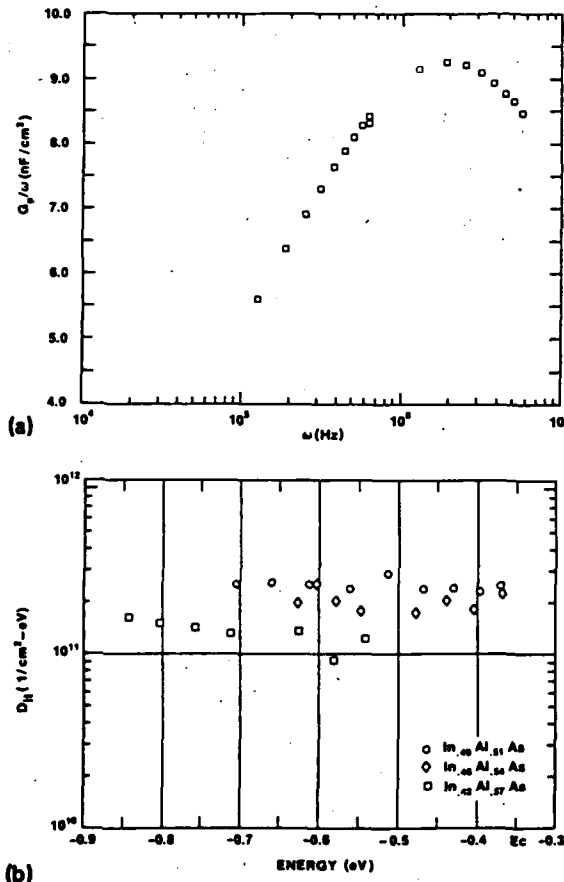 10.0
9.0
8.0
7.0
6.0
5.0
4.0
Gp/ω (nF/cm²)
10⁴
10⁵
10⁶
10
ω (Hz)
(a)
10¹²
10¹¹
10¹⁰
Dit (1/cm²-eV)
○ In.49 Al.51 As
◇ In.46 Al.54 As
□ In.43 Al.57 As
-0.9
-0.8
-0.7
-0.6
-0.5
-0.4
Ec
-0.3
ENERGY (eV)
(b)